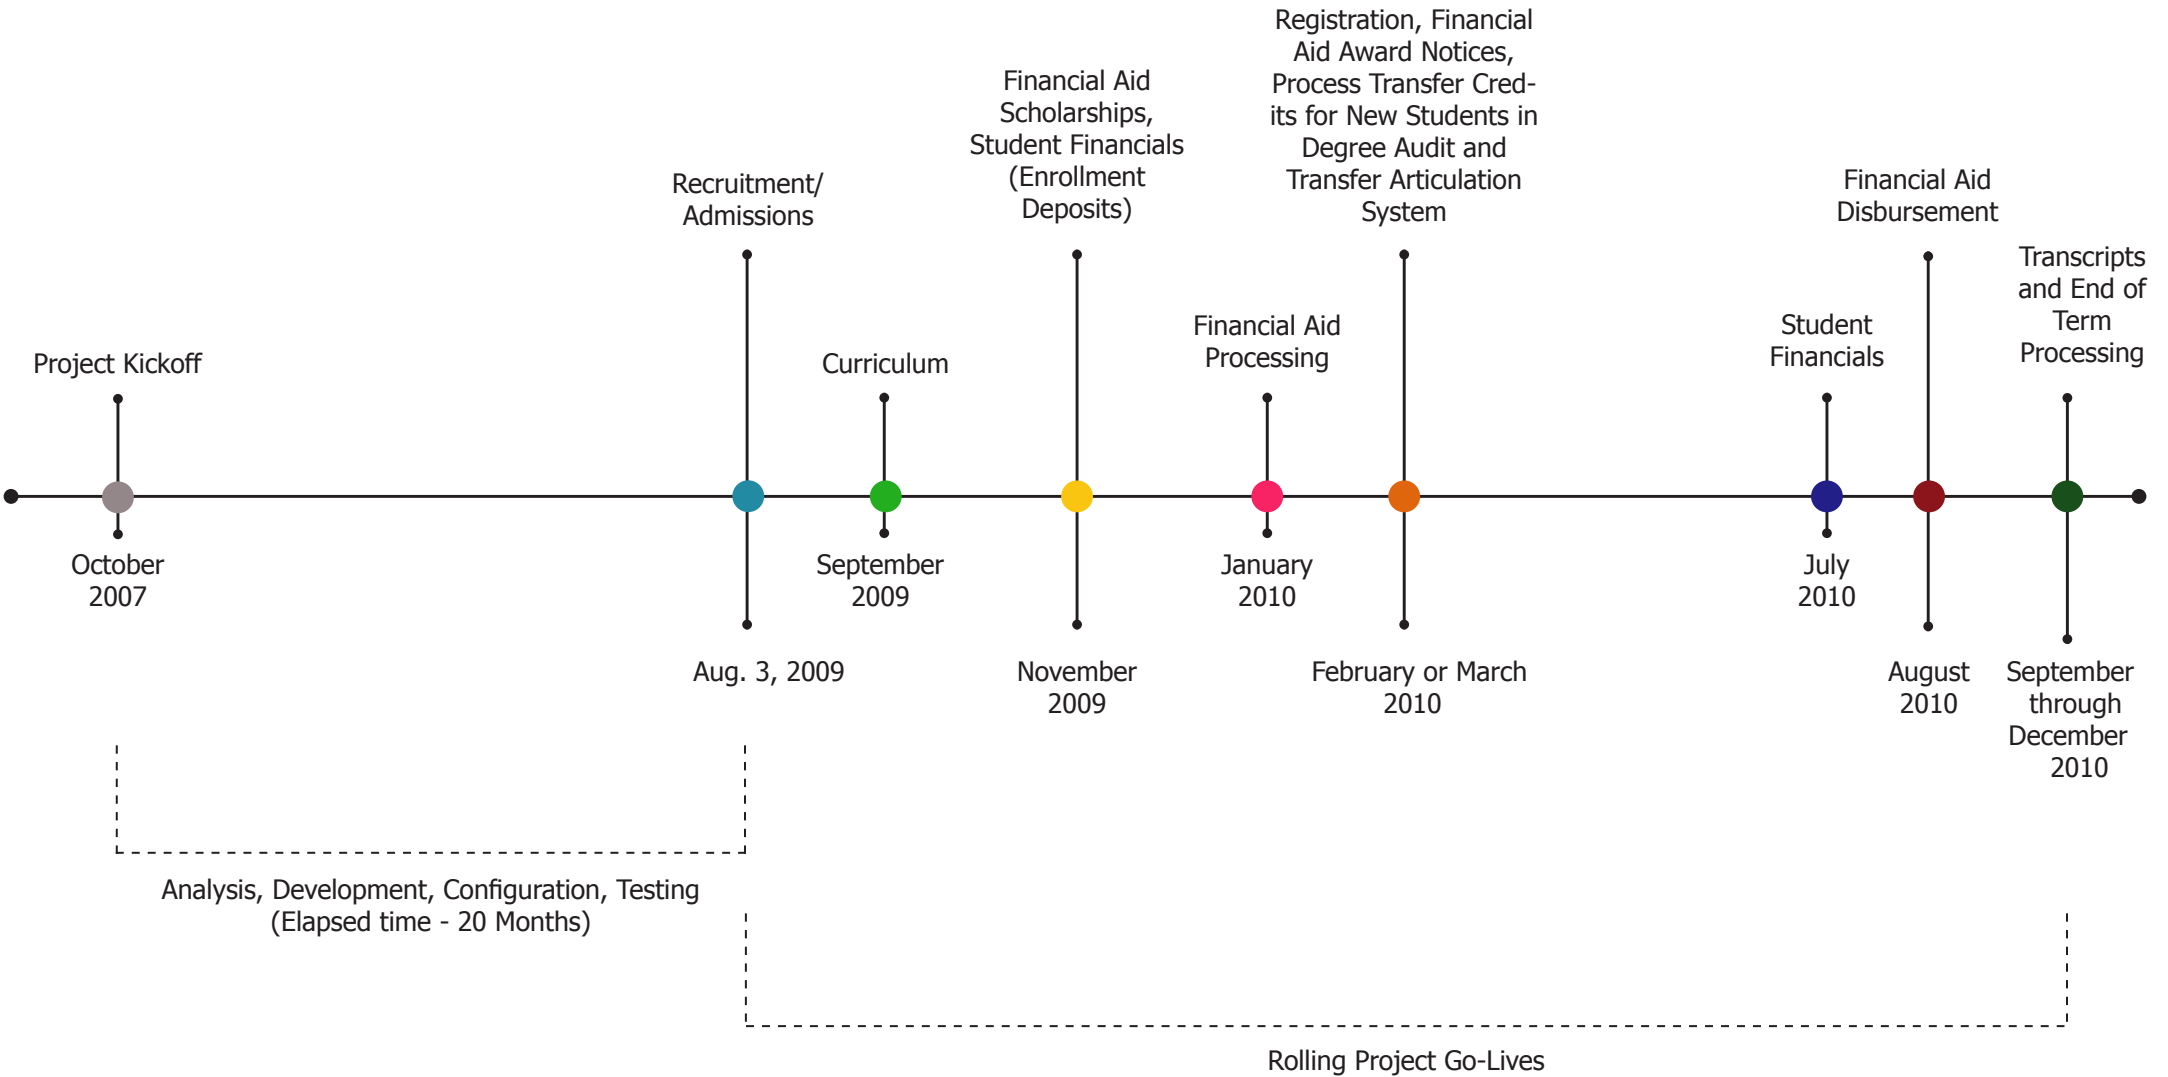 Project Kickoff
October
2007
Recruitment/
Admissions
Aug. 3, 2009
Curriculum
September
2009
Financial Aid
Scholarships,
Student Financials
(Enrollment
Deposits)
November
2009
Financial Aid
Processing
January
2010
Registration, Financial
Aid Award Notices,
Process Transfer Cred-
its for New Students in
Degree Audit and
Transfer Articulation
System
February or March
2010
Student
Financials
July
2010
Financial Aid
Disbursement
August
2010
Transcripts
and End of
Term
Processing
September
through
December
2010
Analysis, Development, Configuration, Testing
(Elapsed time - 20 Months)
Rolling Project Go-Lives